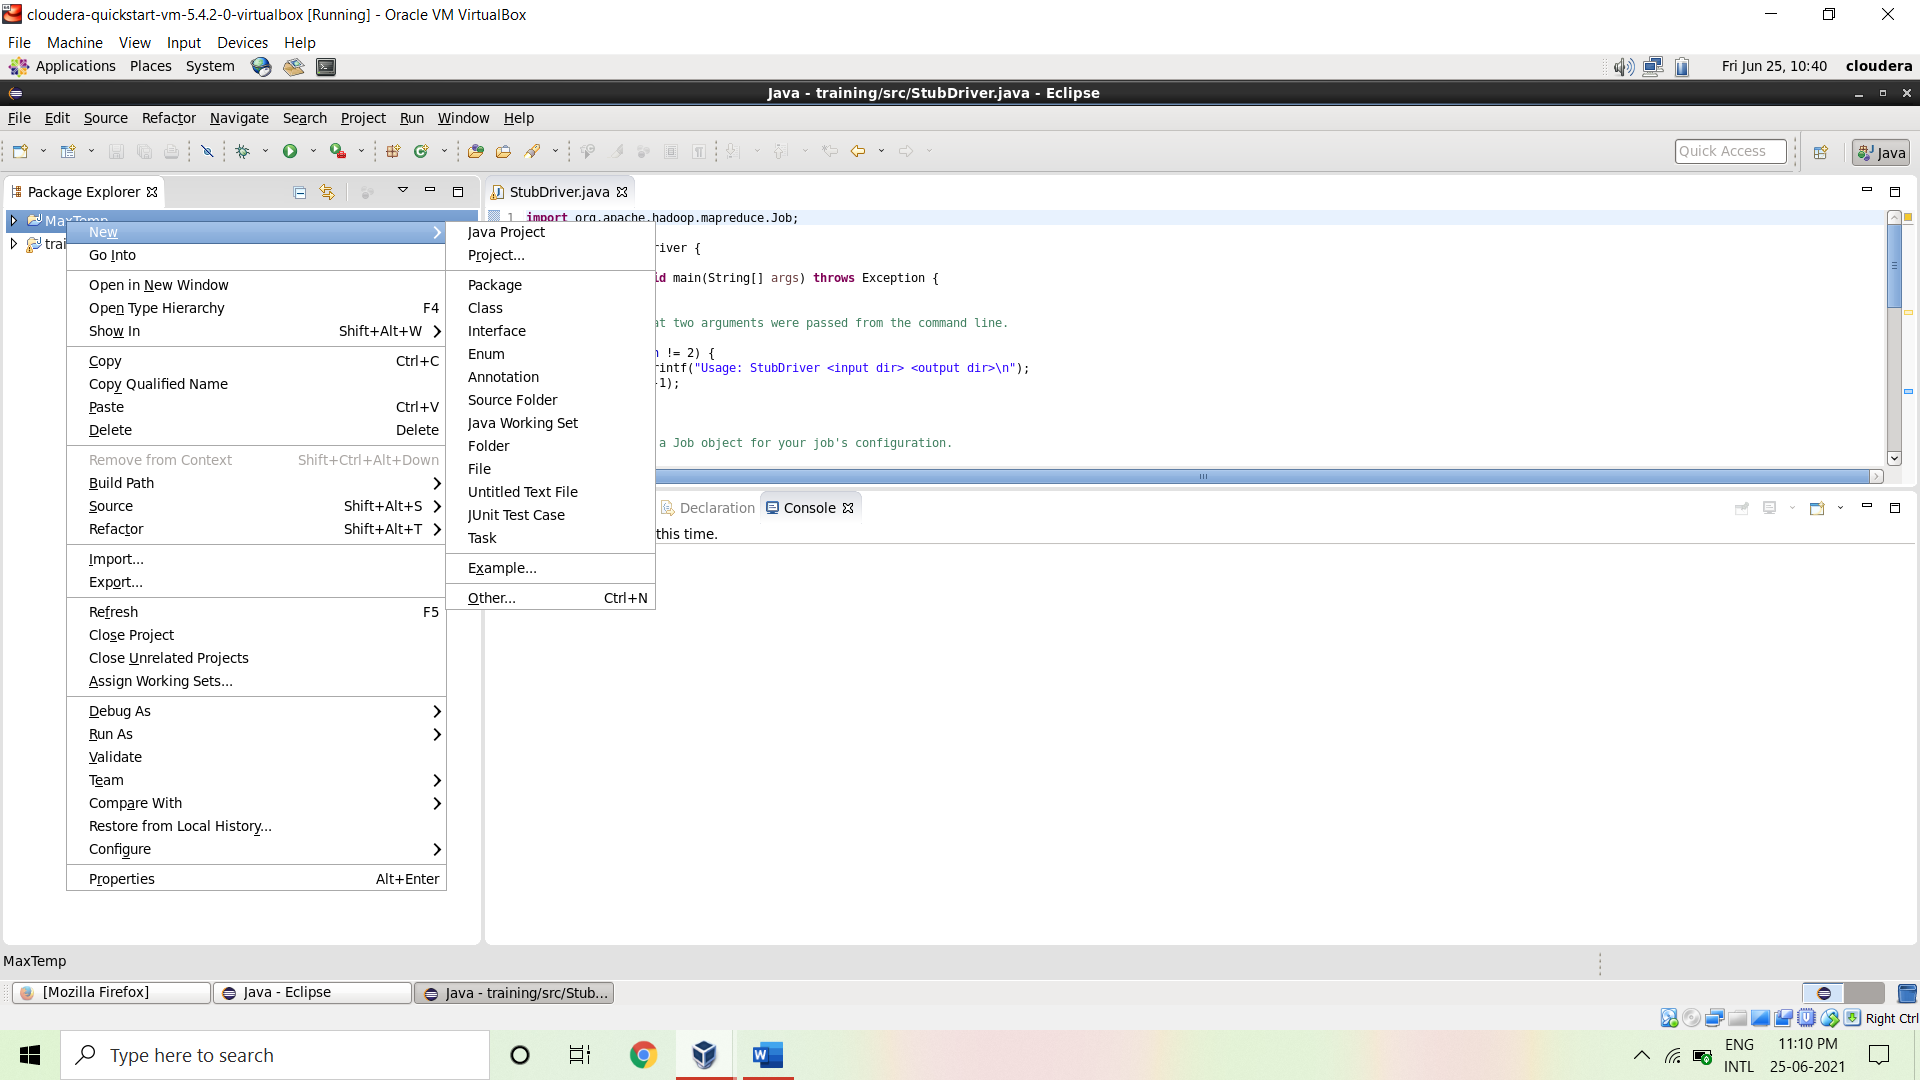 cloudera-quickstart-vm-5.4.2-0-virtualbox [Running] - Oracle VM VirtualBox
File Machine View Input Devices Help
Applications Places System Fri Jun 25, 10:40 cloudera
Java - training/src/StubDriver.java - Eclipse
File Edit Source Refactor Navigate Search Project Run Window Help
Quick Access Java
Package Explorer StubDriver.java
MaxTemp 1 import org.apache.hadoop.mapreduce.Job;
New Java Project
trai
Go Into Project...
river {
Open in New Window Package
id main(String[] args) throws Exception {
Open Type Hierarchy F4 Class
Show In Shift+Alt+W Interface
at two arguments were passed from the command line.
Copy Ctrl+C Enum
!= 2) {
rintf("Usage: StubDriver <input dir> <output dir>\n");
Copy Qualified Name Annotation
1);
Paste Ctrl+V Source Folder
Delete Delete Java Working Set
a Job object for your job's configuration.
Folder
Remove from Context Shift+Ctrl+Alt+Down File
Build Path Untitled Text File
Source Shift+Alt+S JUnit Test Case
Declaration Console
Refactor Shift+Alt+T Task
this time.
Import... Example...
Export... Other... Ctrl+N
Refresh F5
Close Project
Close Unrelated Projects
Assign Working Sets...
Debug As
Run As
Validate
Team
Compare With
Restore from Local History...
Configure
Properties Alt+Enter
MaxTemp
[Mozilla Firefox] Java - Eclipse Java - training/src/Stub...
Right Ctrl
Type here to search
ENG 11:10 PM
INTL 25-06-2021